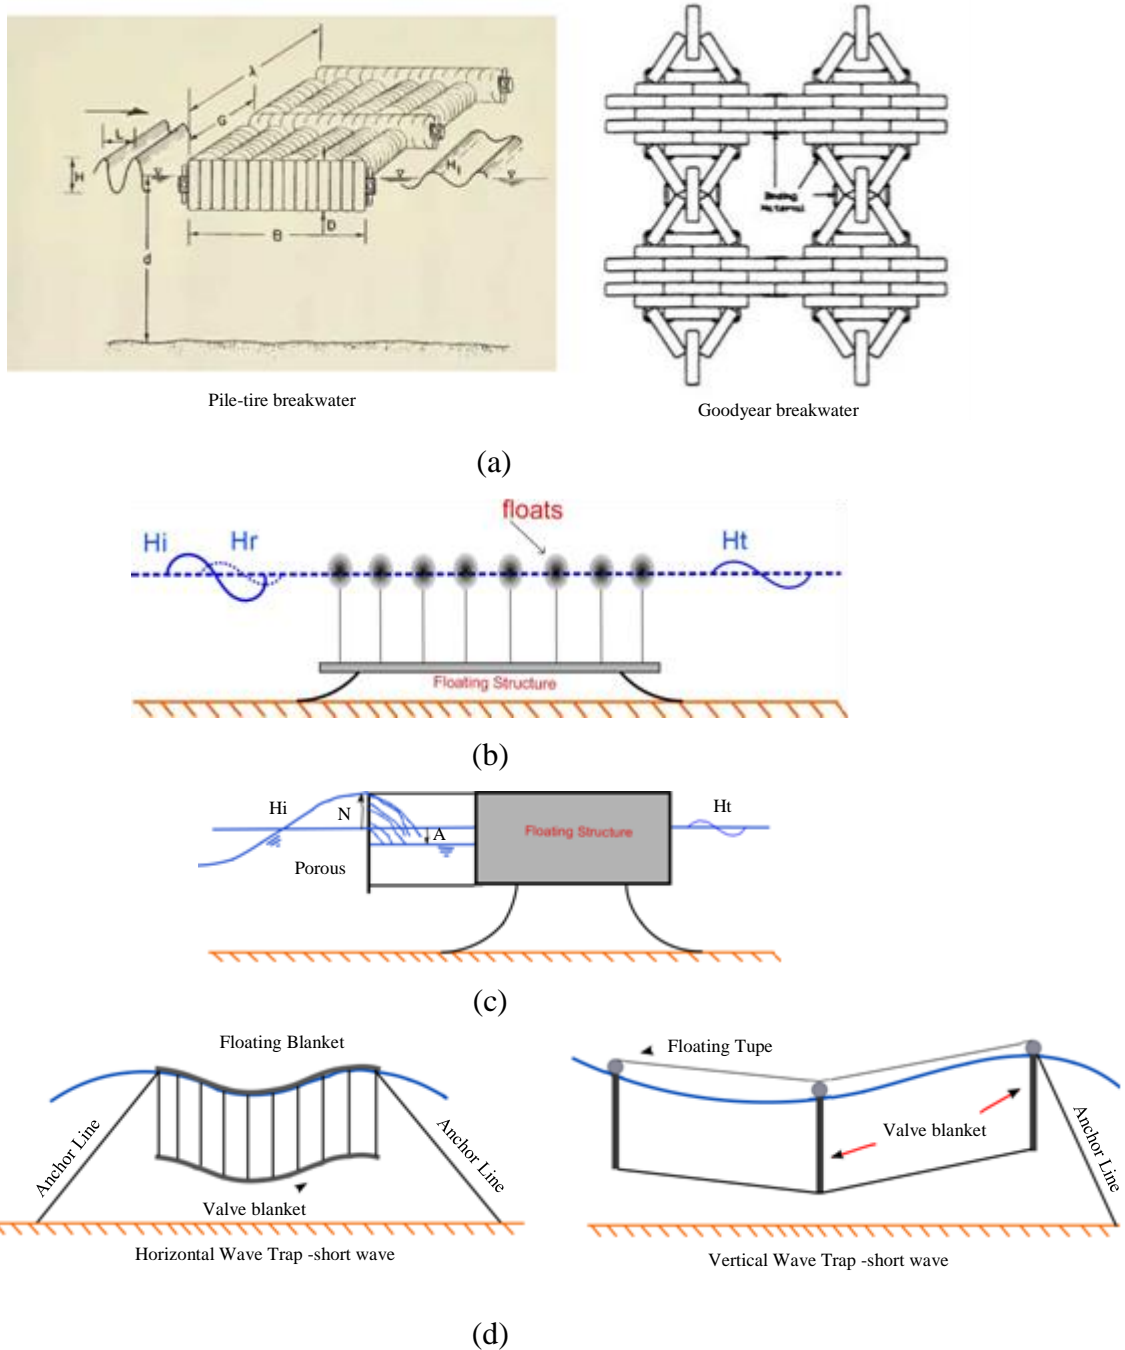 λ
G
L
H
H
B
D
d
Binding
Material
Pile-tire breakwater
Goodyear breakwater
(a)
floats
Hi
Hr
Ht
Floating Structure
(b)
Hi
N
A
Porous
Floating Structure
Ht
(c)
Floating Blanket
Anchor Line
Anchor Line
Valve blanket
Horizontal Wave Trap -short wave
Floating Tupe
Valve blanket
Anchor Line
Vertical Wave Trap -short wave
(d)